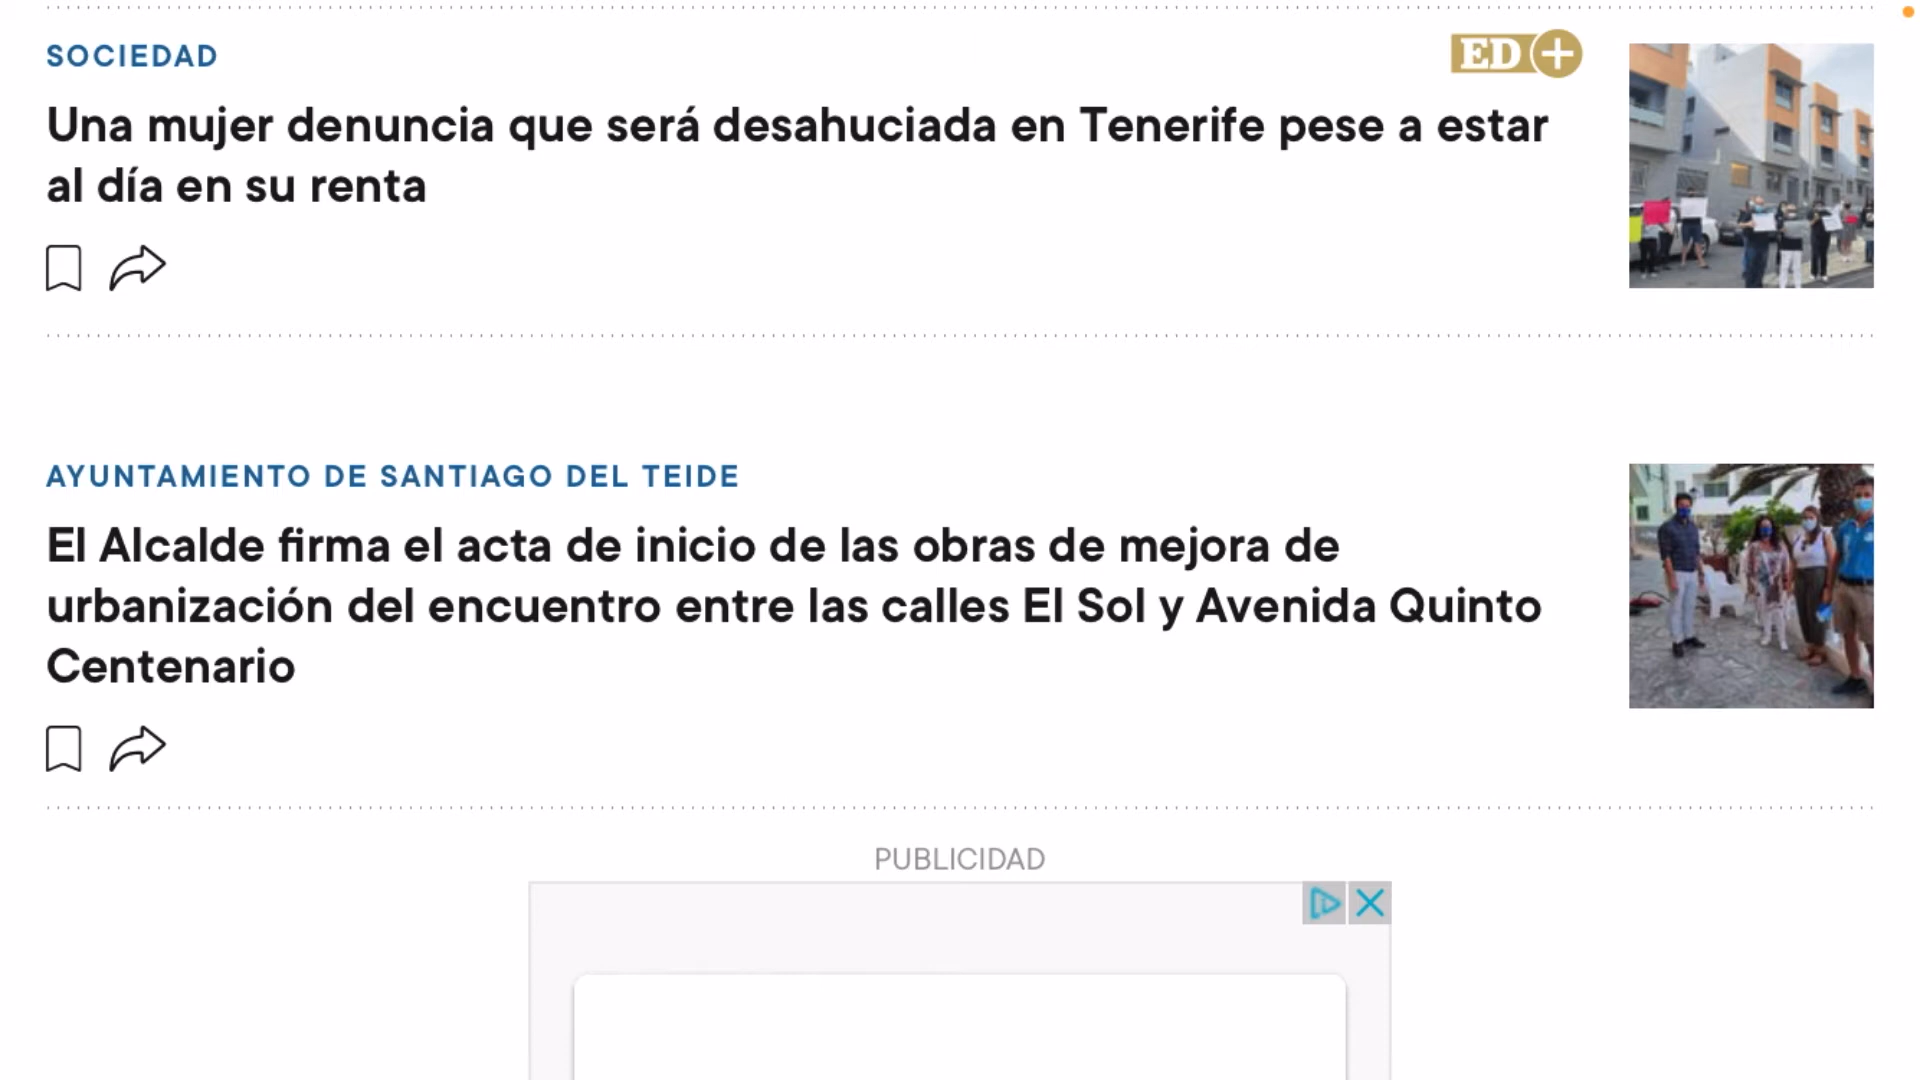 SOCIEDAD
ED+
Una mujer denuncia que será desahuciada en Tenerife pese a estar
al día en su renta
AYUNTAMIENTO DE SANTIAGO DEL TEIDE
El Alcalde firma el acta de inicio de las obras de mejora de
urbanización del encuentro entre las calles El Sol y Avenida Quinto
Centenario
PUBLICIDAD